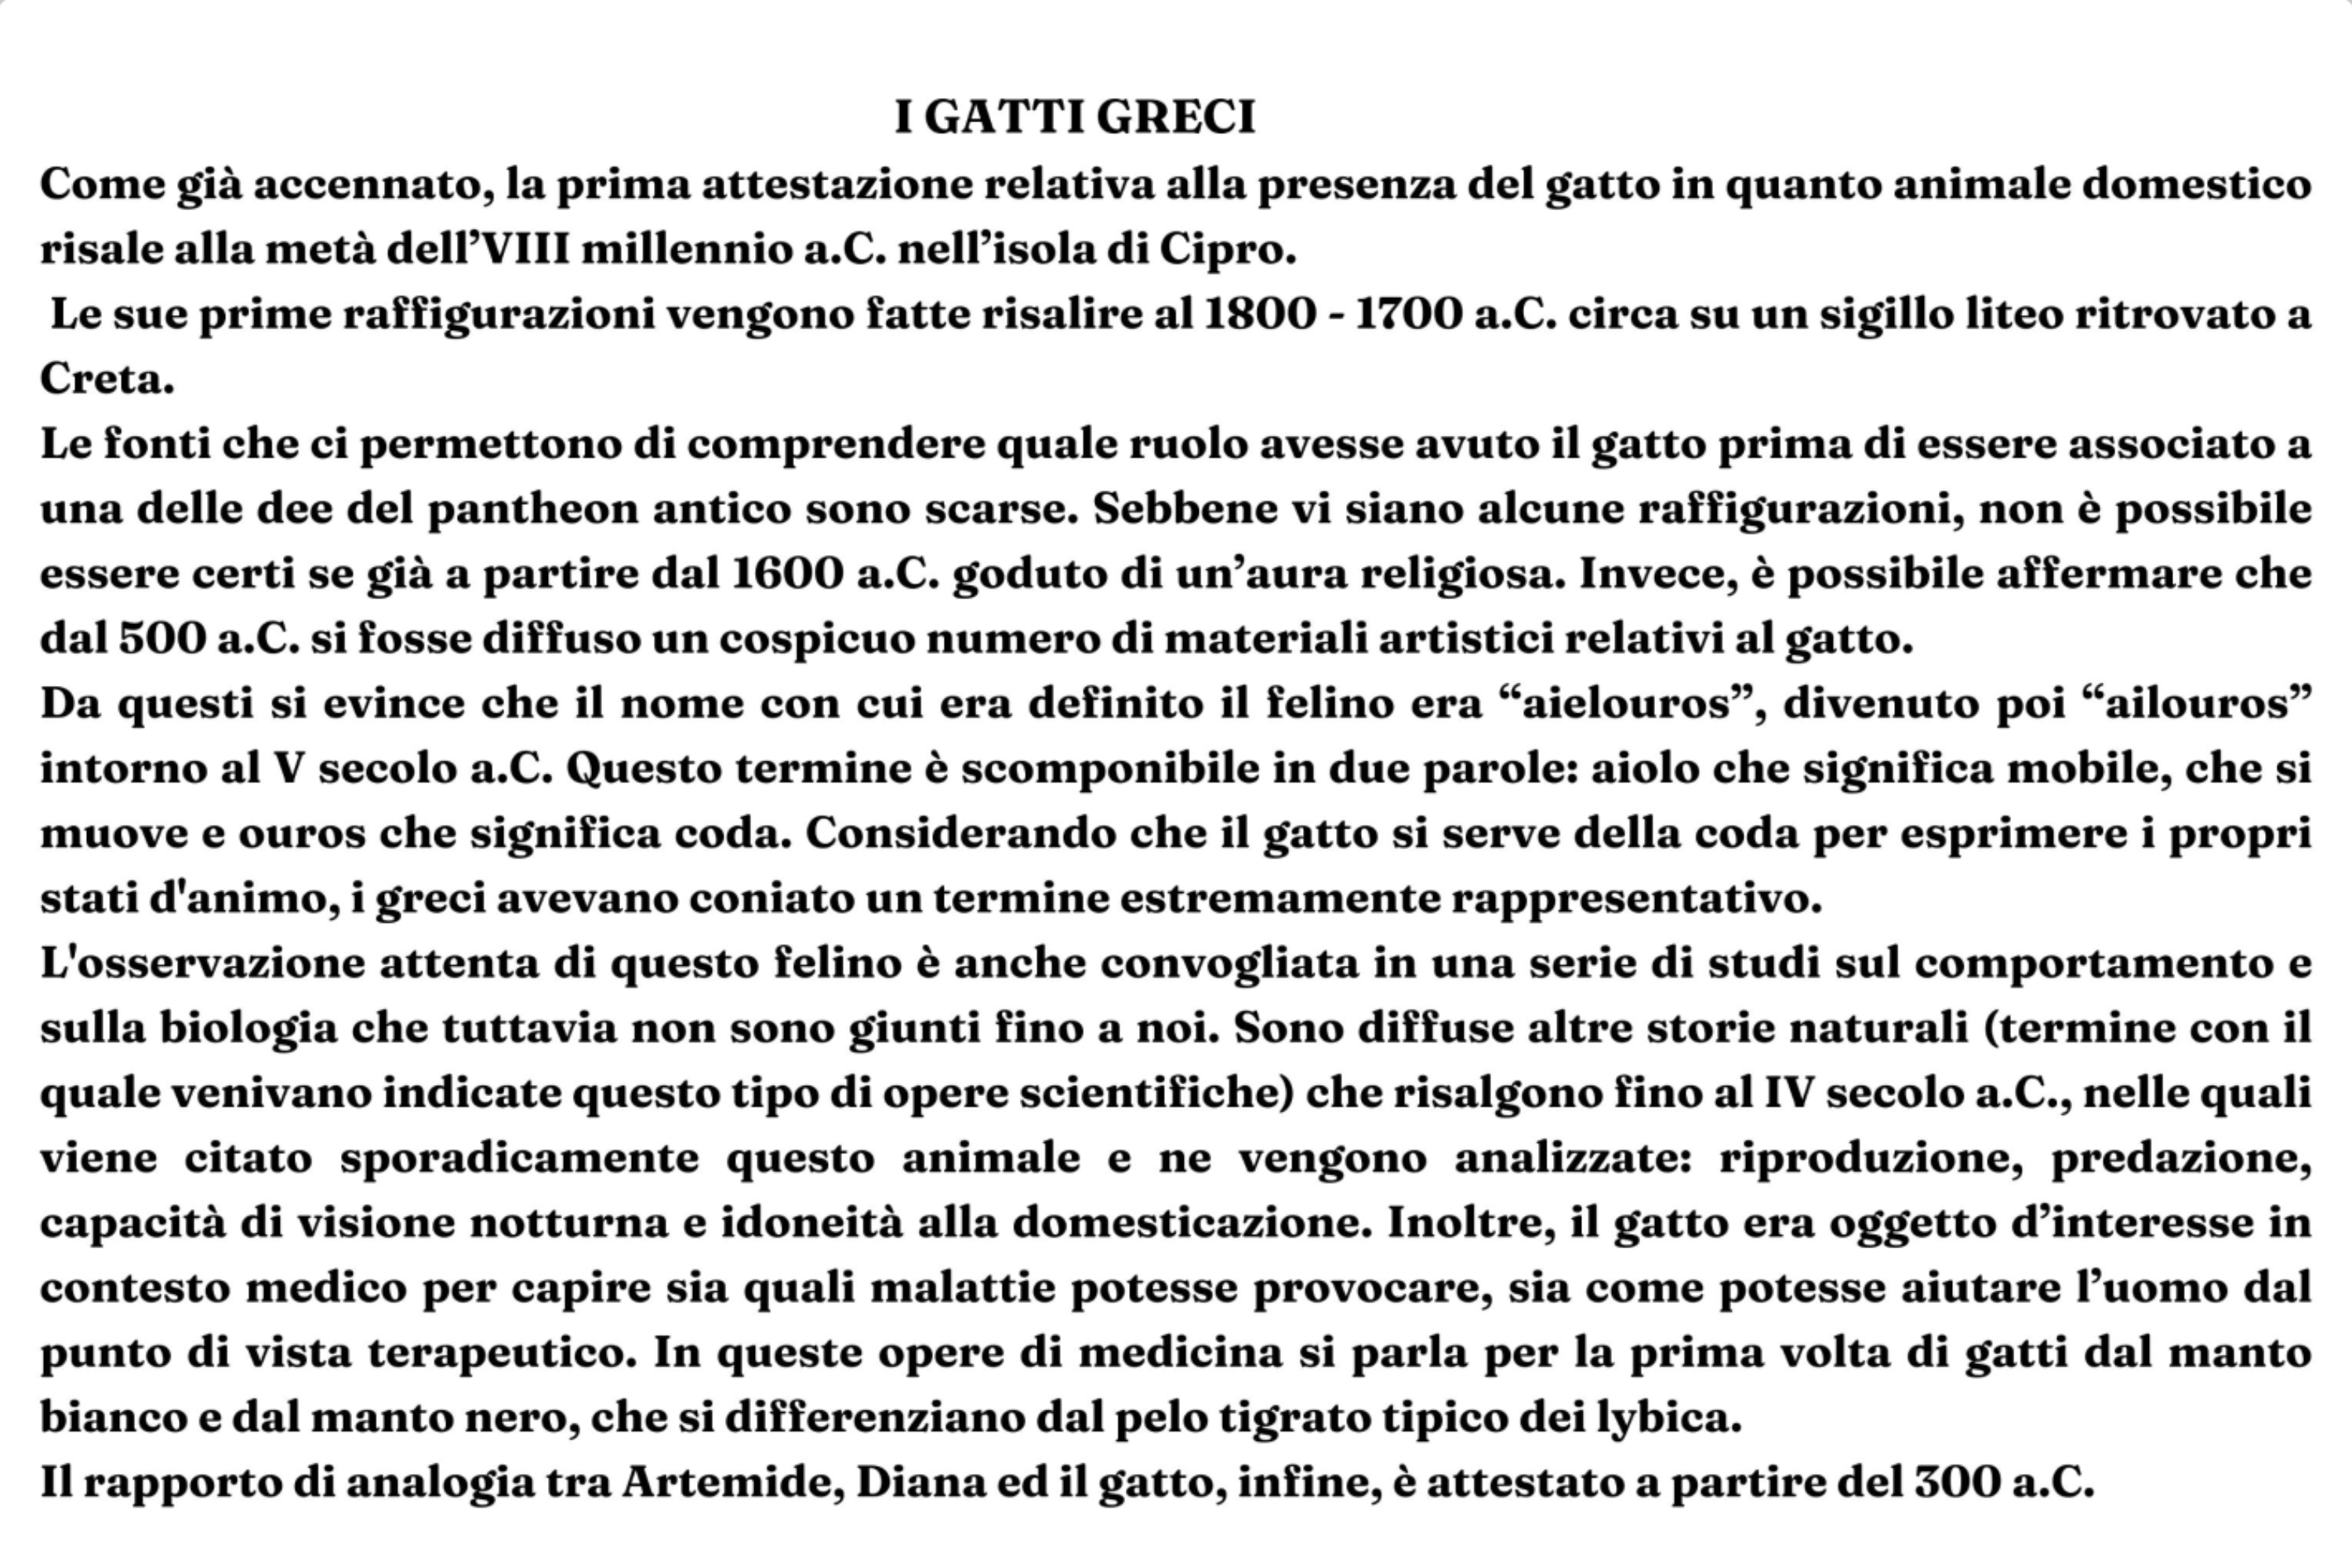 I GATTI GRECI
Come già accennato, la prima attestazione relativa alla presenza del gatto in quanto animale domestico
risale alla metà dell’VIII millennio a.C. nell’isola di Cipro.
Le sue prime raffigurazioni vengono fatte risalire al 1800 - 1700 a.C. circa su un sigillo liteo ritrovato a
Creta.
Le fonti che ci permettono di comprendere quale ruolo avesse avuto il gatto prima di essere associato a
una delle dee del pantheon antico sono scarse. Sebbene vi siano alcune raffigurazioni, non è possibile
essere certi se già a partire dal 1600 a.C. goduto di un’aura religiosa. Invece, è possibile affermare che
dal 500 a.C. si fosse diffuso un cospicuo numero di materiali artistici relativi al gatto.
Da questi si evince che il nome con cui era definito il felino era “aielouros”, divenuto poi “ailouros”
intorno al V secolo a.C. Questo termine è scomponibile in due parole: aiolo che significa mobile, che si
muove e ouros che significa coda. Considerando che il gatto si serve della coda per esprimere i propri
stati d'animo, i greci avevano coniato un termine estremamente rappresentativo.
L'osservazione attenta di questo felino è anche convogliata in una serie di studi sul comportamento e
sulla biologia che tuttavia non sono giunti fino a noi. Sono diffuse altre storie naturali (termine con il
quale venivano indicate questo tipo di opere scientifiche) che risalgono fino al IV secolo a.C., nelle quali
viene citato sporadicamente questo animale e ne vengono analizzate: riproduzione, predazione,
capacità di visione notturna e idoneità alla domesticazione. Inoltre, il gatto era oggetto d’interesse in
contesto medico per capire sia quali malattie potesse provocare, sia come potesse aiutare l’uomo dal
punto di vista terapeutico. In queste opere di medicina si parla per la prima volta di gatti dal manto
bianco e dal manto nero, che si differenziano dal pelo tigrato tipico dei lybica.
Il rapporto di analogia tra Artemide, Diana ed il gatto, infine, è attestato a partire del 300 a.C.